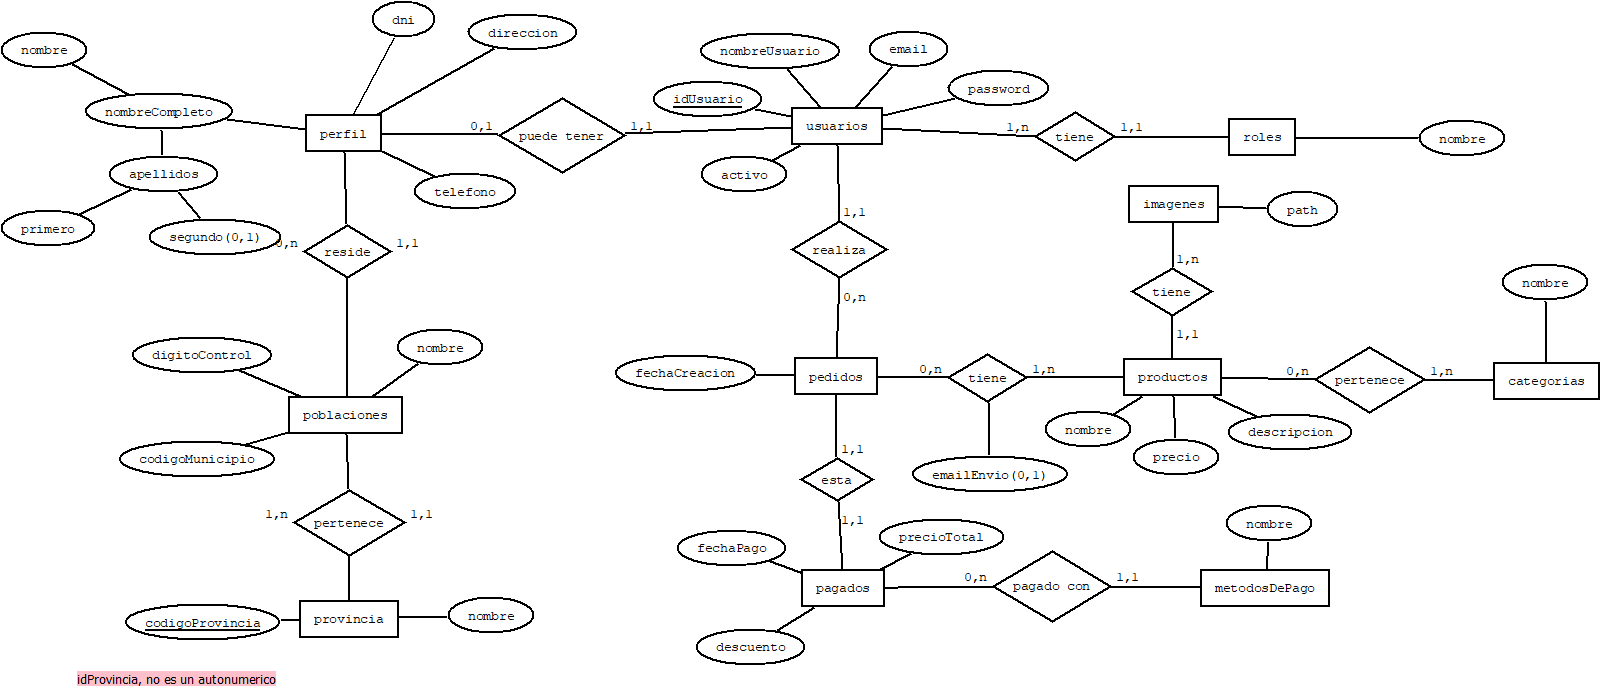 dni
direccion
nombre
nombreUsuario
email
password
nombreCompleto
idUsuario
perfil
0,1
puede tener
1,1
usuarios
1,n
tiene
1,1
roles
nombre
apellidos
telefono
activo
primero
segundo(0,1)
imagenes
path
0,n
reside
1,1
1,1
realiza
0,n
1,n
tiene
1,1
nombre
digitoControl
nombre
fechaCreacion
pedidos
0,n
tiene
1,n
productos
0,n
pertenece
1,n
categorias
poblaciones
nombre
precio
descripcion
codigoMunicipio
1,1
esta
1,1
emailEnvio(0,1)
1,n
pertenece
1,1
fechaPago
precioTotal
nombre
pagados
0,n
pagado con
1,1
metodosDePago
codigoProvincia
provincia
nombre
descuento
idProvincia, no es un autonumerico